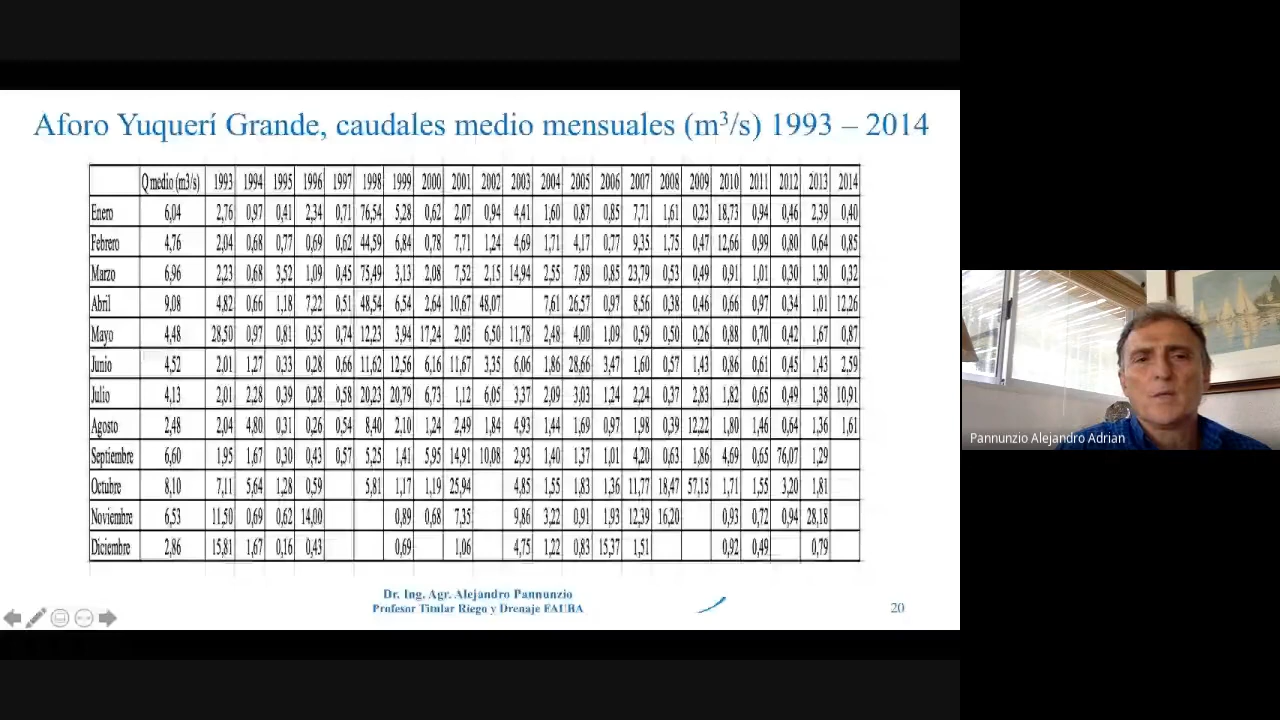 Aforo Yuquerí Grande, caudales medio mensuales (m³/s) 1993 – 2014
Q medio (m3/s) 1993 1994 1995 1996 1997 1998 1999 2000 2001 2002 2003 2004 2005 2006 2007 2008 2009 2010 2011 2012 2013 2014
Enero 6,04 2,76 0,97 0,41 2,34 0,71 76,54 5,28 0,62 2,07 0,94 4,41 1,60 0,87 0,85 7,71 1,61 0,23 18,73 0,94 0,46 2,39 0,40
Febrero 4,76 2,04 0,68 0,77 0,69 0,62 44,59 6,84 0,78 7,71 1,24 4,69 1,71 4,17 0,77 9,35 1,75 0,47 12,66 0,99 0,80 0,64 0,85
Marzo 6,96 2,23 0,68 3,52 1,09 0,45 75,49 3,13 2,08 7,52 2,15 14,94 2,55 7,89 0,85 23,79 0,53 0,49 0,91 1,01 0,30 1,30 0,32
Abril 9,08 4,82 0,66 1,18 7,22 0,51 48,54 6,54 2,64 10,67 48,07 7,61 26,57 0,97 8,56 0,38 0,46 0,66 0,97 0,34 1,01 12,26
Mayo 4,48 28,50 0,97 0,81 0,35 0,74 12,23 3,94 17,24 2,03 6,50 11,78 2,48 4,00 1,09 0,59 0,50 0,26 0,88 0,70 0,42 1,67 0,87
Junio 4,52 2,01 1,27 0,33 0,28 0,66 11,62 12,56 6,16 11,67 3,35 6,06 1,86 28,66 3,47 1,60 0,57 1,43 0,86 0,61 0,45 1,43 2,59
Julio 4,13 2,01 2,28 0,39 0,28 0,58 20,23 20,79 6,73 1,12 6,05 3,37 2,09 3,03 1,24 2,24 0,37 2,83 1,82 0,65 0,49 1,38 10,91
Agosto 2,48 2,04 4,80 0,31 0,26 0,54 8,40 2,10 1,24 2,49 1,84 4,93 1,44 1,69 0,97 1,98 0,39 12,22 1,80 1,46 0,64 1,36 1,61
Septiembre 6,60 1,95 1,67 0,30 0,43 0,57 5,25 1,41 5,95 14,91 10,08 2,93 1,40 1,37 1,01 4,20 0,63 1,86 4,69 0,65 76,07 1,29
Octubre 8,10 7,11 5,64 1,28 0,59 5,81 1,17 1,19 25,94 4,85 1,55 1,83 1,36 11,77 18,47 57,15 1,71 1,55 3,20 1,81
Noviembre 6,53 11,50 0,69 0,62 14,00 0,89 0,68 7,35 9,86 3,22 0,91 1,93 12,39 16,20 0,93 0,72 0,94 28,18
Diciembre 2,86 15,81 1,67 0,16 0,43 0,69 1,06 4,75 1,22 0,83 15,37 1,51 0,92 0,49 0,79
Dr. Ing. Agr. Alejandro Pannunzio
Profesor Titular Riego y Drenaje FAUBA
20
Pannunzio Alejandro Adrian